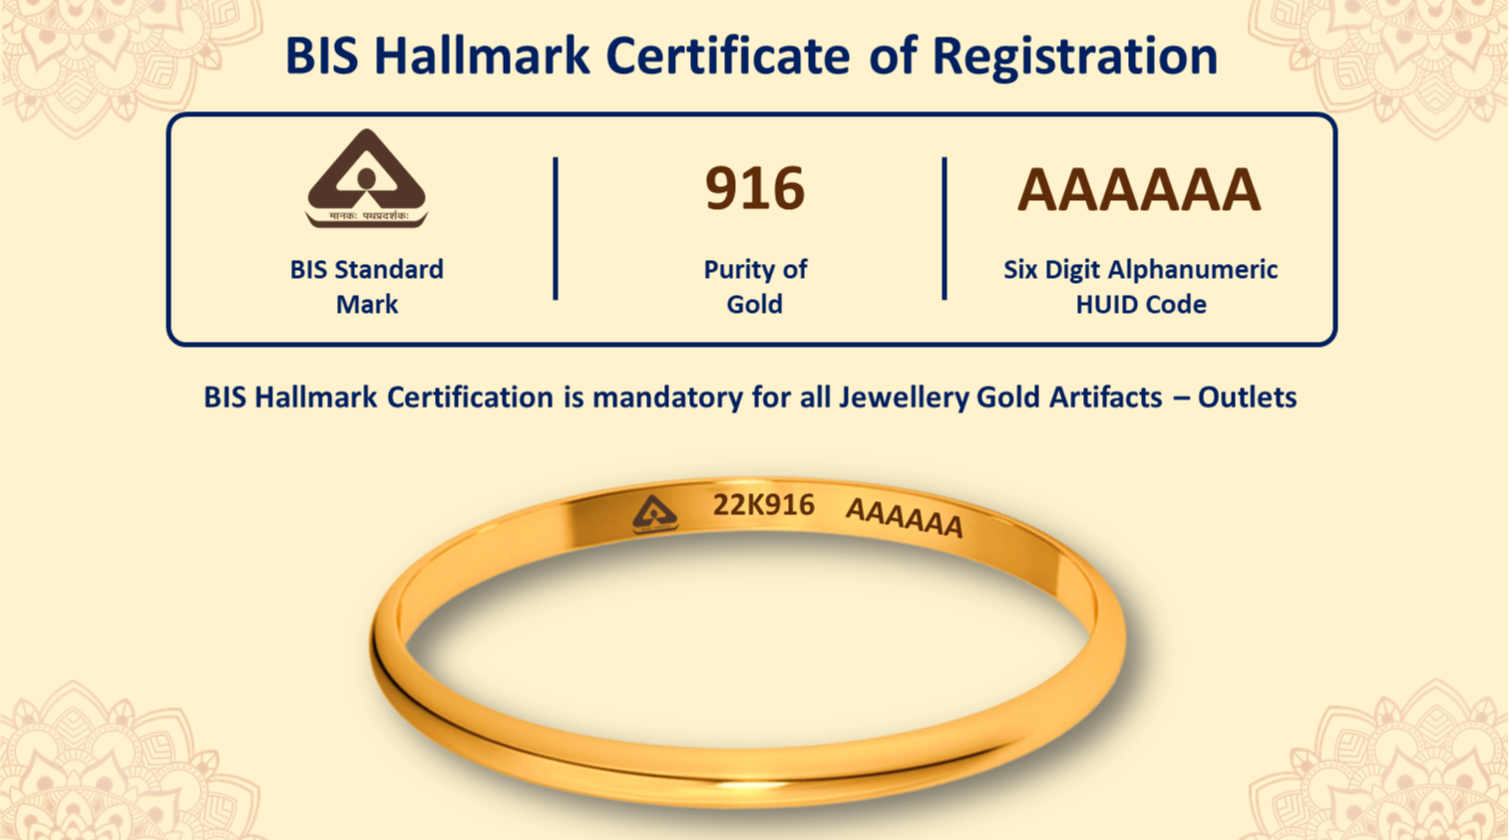 BIS Hallmark Certificate of Registration
मानकः पथप्रदर्शकः
916
AAAAAA
BIS Standard
Mark
Purity of
Gold
Six Digit Alphanumeric
HUID Code
BIS Hallmark Certification is mandatory for all Jewellery Gold Artifacts – Outlets
22K916 AAAAAA